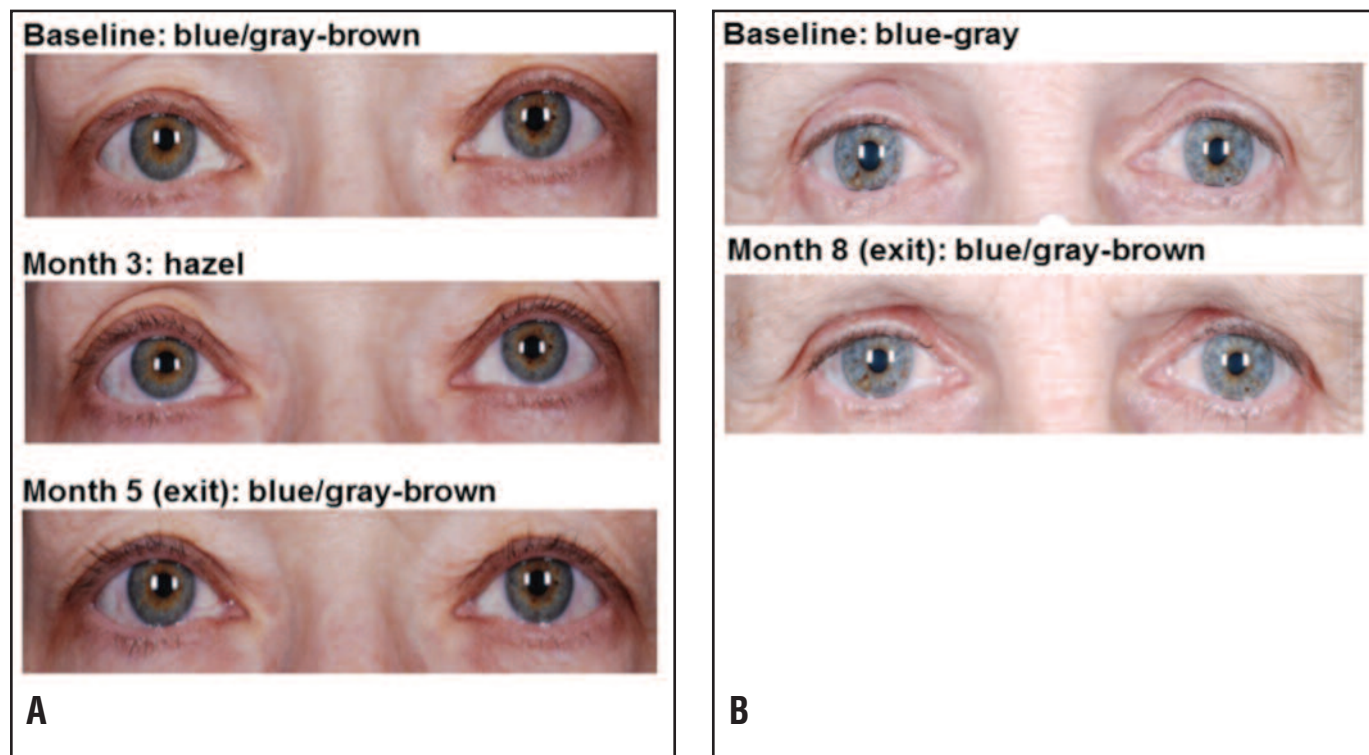 Baseline: blue/gray-brown
Month 3: hazel
Month 5 (exit): blue/gray-brown
A
Baseline: blue-gray
Month 8 (exit): blue/gray-brown
B